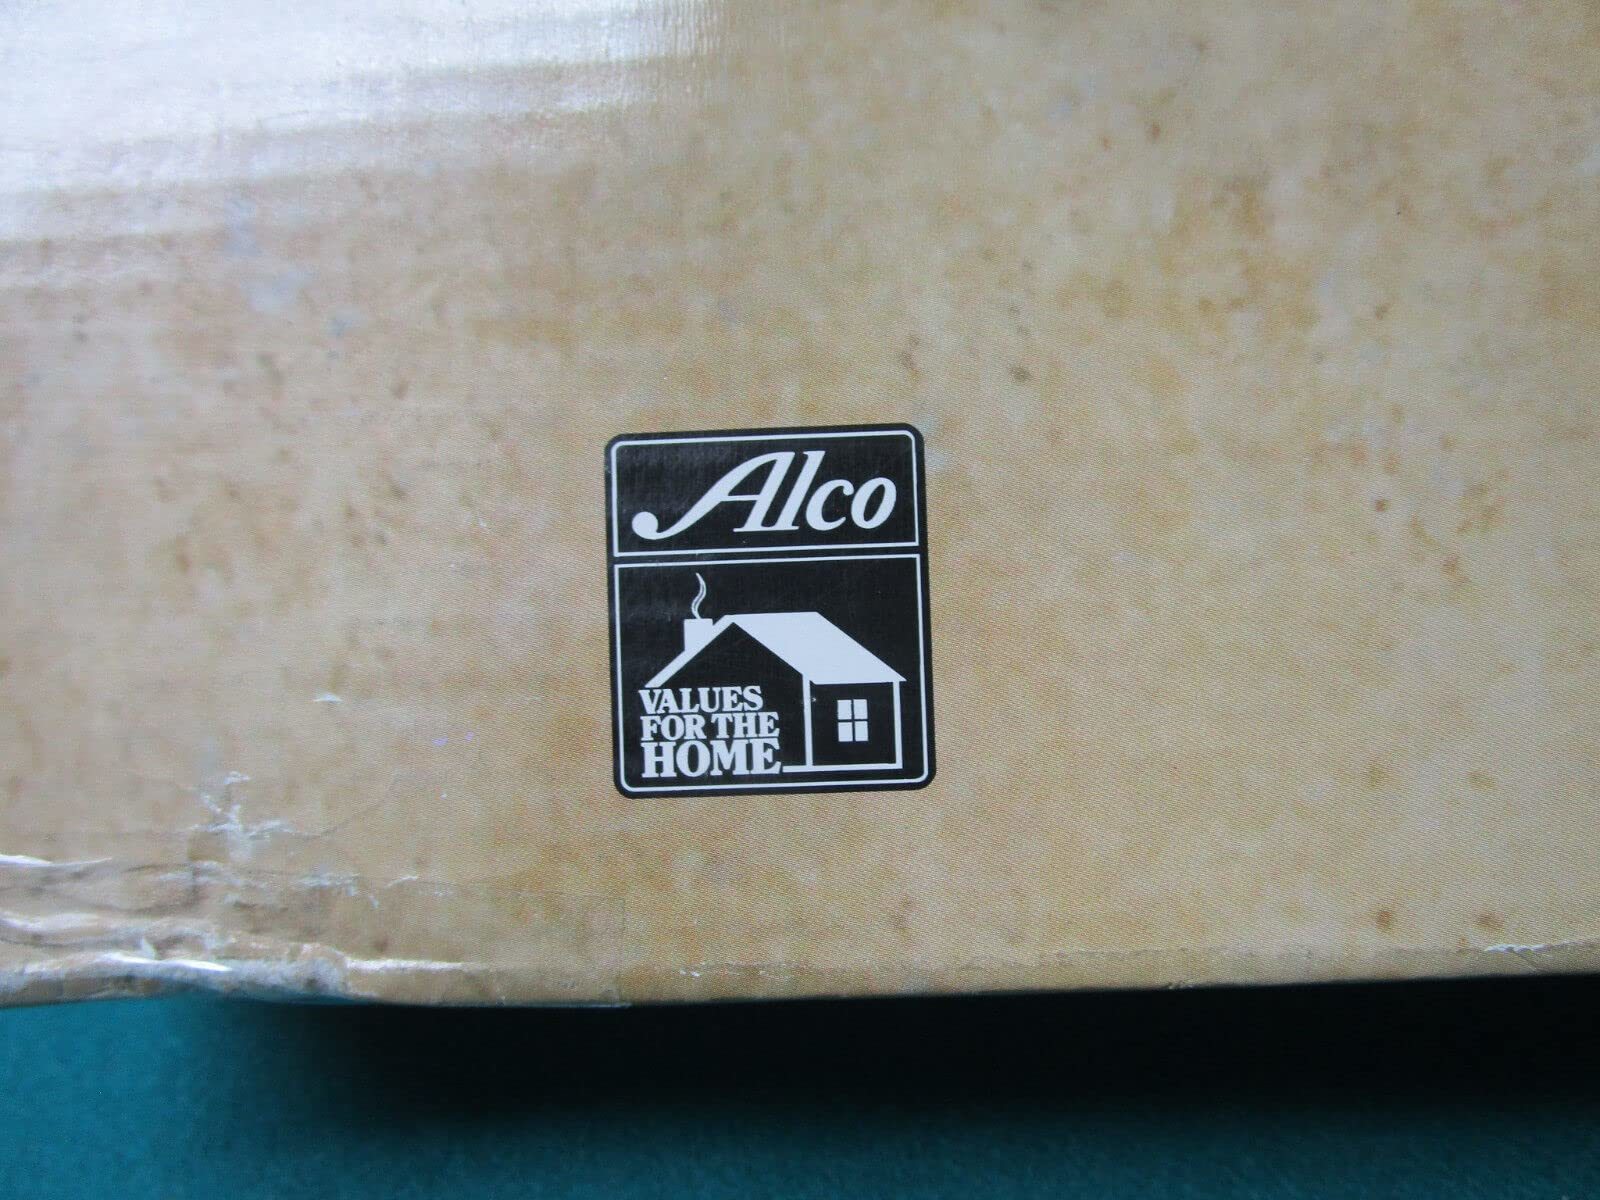 Alco
VALUES
FOR THE
HOME